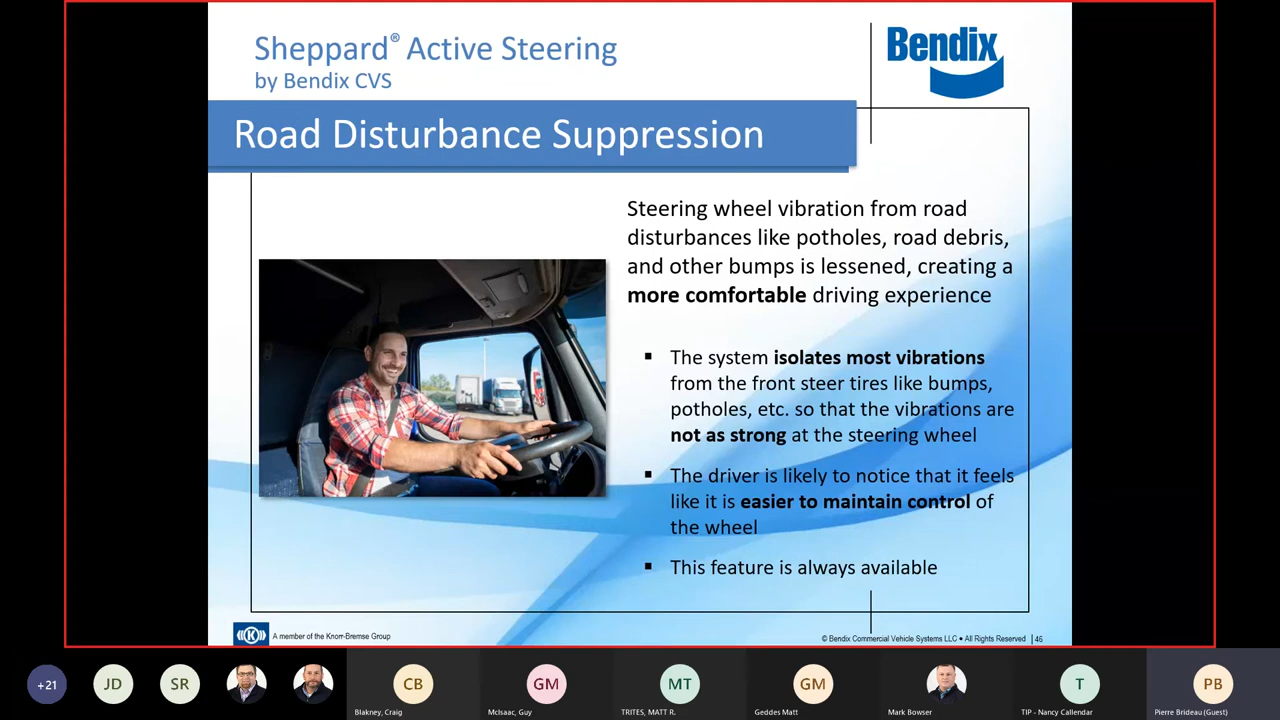 Sheppard® Active Steering
by Bendix CVS
Bendix
Road Disturbance Suppression
Steering wheel vibration from road
disturbances like potholes, road debris,
and other bumps is lessened, creating a
more comfortable driving experience
▪ The system isolates most vibrations
from the front steer tires like bumps,
potholes, etc. so that the vibrations are
not as strong at the steering wheel
▪ The driver is likely to notice that it feels
like it is easier to maintain control of
the wheel
▪ This feature is always available
K A member of the Knorr-Bremse Group
© Bendix Commercial Vehicle Systems LLC • All Rights Reserved | 46
+21
JD
SR
CB
GM
MT
GM
T
PB
Blakney, Craig
McIsaac, Guy
TRITES, MATT R.
Geddes Matt
Mark Bowser
TIP - Nancy Callendar
Pierre Brideau (Guest)